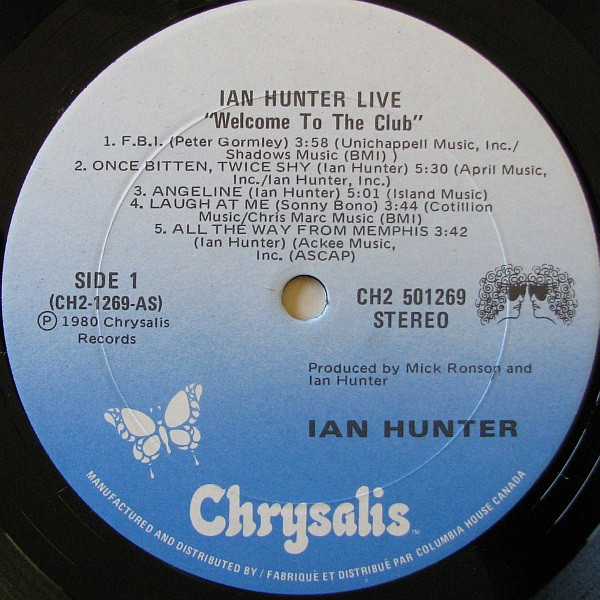 IAN HUNTER LIVE
"Welcome To The Club"
1. F.B.I. (Peter Gormley) 3:58 (Unichappell Music, Inc./
Shadows Music (BMI) )
2. ONCE BITTEN, TWICE SHY (Ian Hunter) 5:30 (April Music,
Inc./Ian Hunter, Inc.)
3. ANGELINE (Ian Hunter) 5:01 (Island Music)
4. LAUGH AT ME (Sonny Bono) 3:44 (Cotillion
Music/Chris Marc Music (BMI)
5. ALL THE WAY FROM MEMPHIS 3:42
(Ian Hunter) (Ackee Music,
Inc. (ASCAP)
SIDE 1
(CH2-1269-AS)
Ⓟ 1980 Chrysalis
Records
CH2 501269
STEREO
Produced by Mick Ronson and
Ian Hunter
IAN HUNTER
Chrysalis™
MANUFACTURED AND DISTRIBUTED BY / FABRIQUÉ ET DISTRIBUÉ PAR COLUMBIA HOUSE CANADA